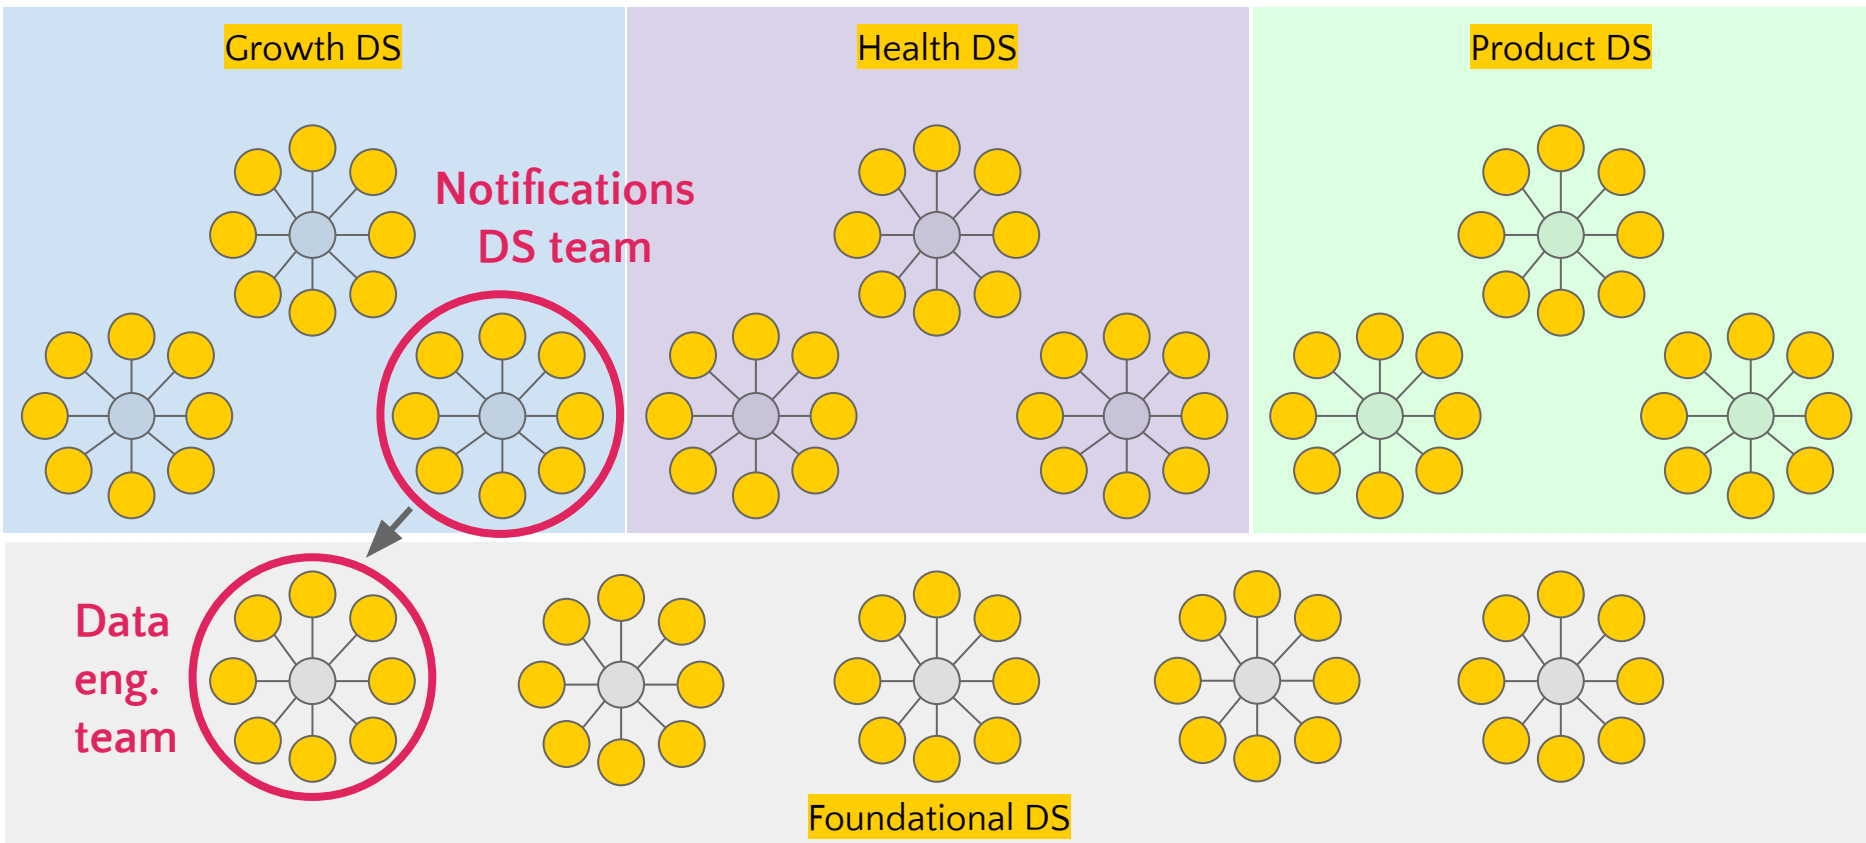 Growth DS
Health DS
Product DS
Notifications
DS team
Data
eng.
team
Foundational DS